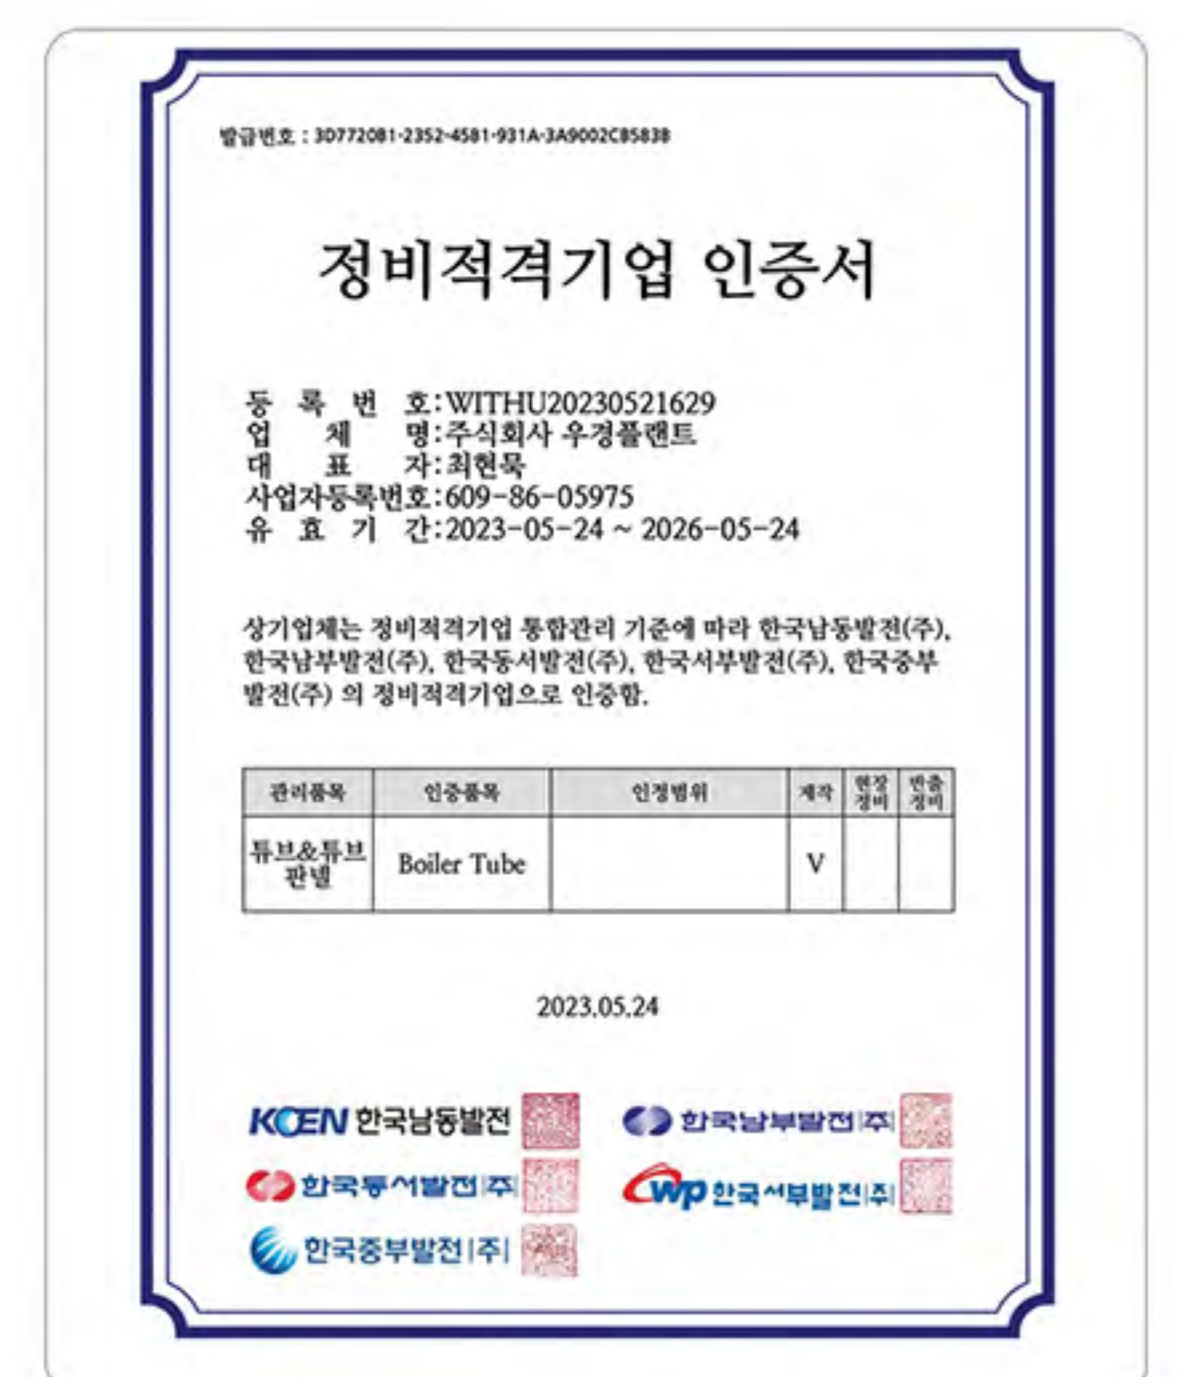 발급번호 : 3D7720B1-2352-45B1-931A-3A9002CB583B
정비적격기업 인증서
등 록 번 호:WITHU20230521629
업 체 명:주식회사 우경플랜트
대 표 자:최현묵
사업자등록번호:609-86-05975
유 효 기 간:2023-05-24 ~ 2026-05-24
상기업체는 정비적격기업 통합관리 기준에 따라 한국남동발전(주),
한국남부발전(주), 한국동서발전(주), 한국서부발전(주), 한국중부
발전(주) 의 정비적격기업으로 인증함.
관리품목 인증품목 인정범위 제작 현장정비 반출정비
튜브&튜브
판넬 Boiler Tube V
2023.05.24
KOEN 한국남동발전 한국남부발전|주|
한국동서발전|주| wp 한국서부발전|주|
한국중부발전|주|